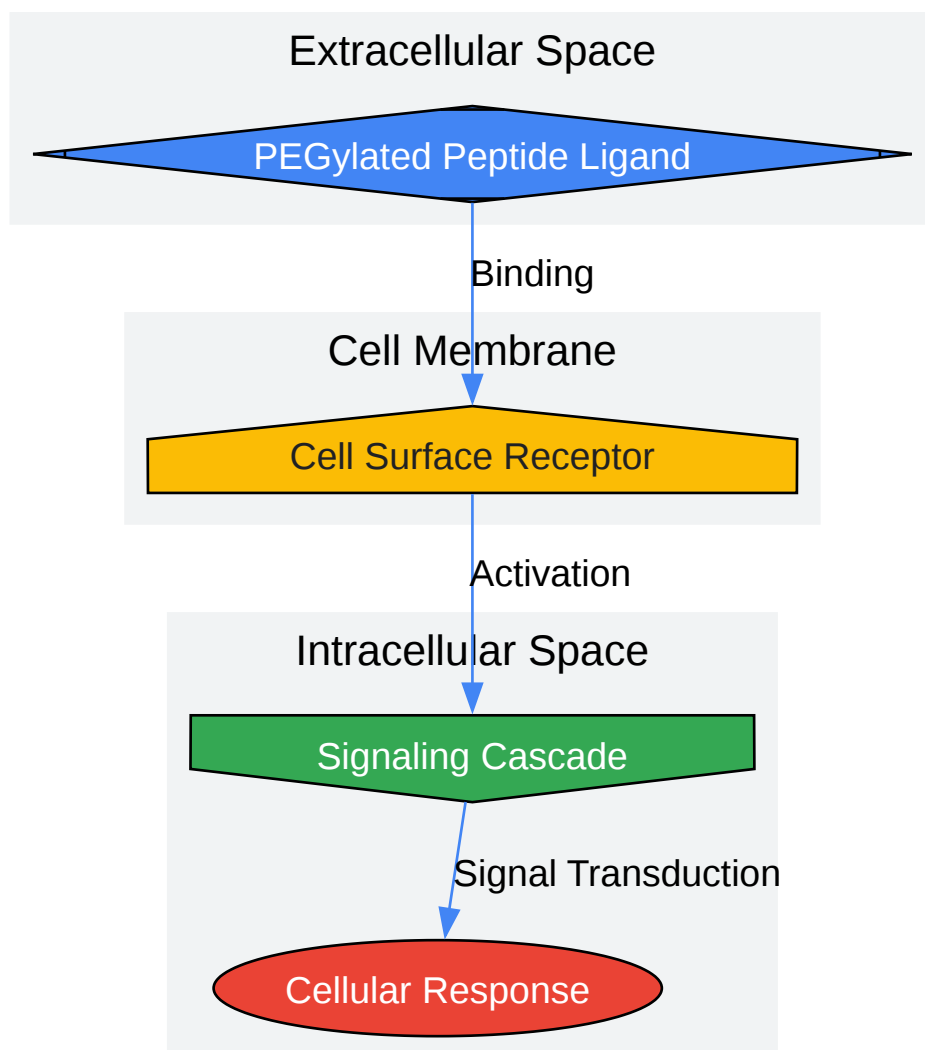 Extracellular Space
PEGylated Peptide Ligand
Binding
Cell Membrane
Cell Surface Receptor
Activation
Intracellular Space
Signaling Cascade
Signal Transduction
Cellular Response